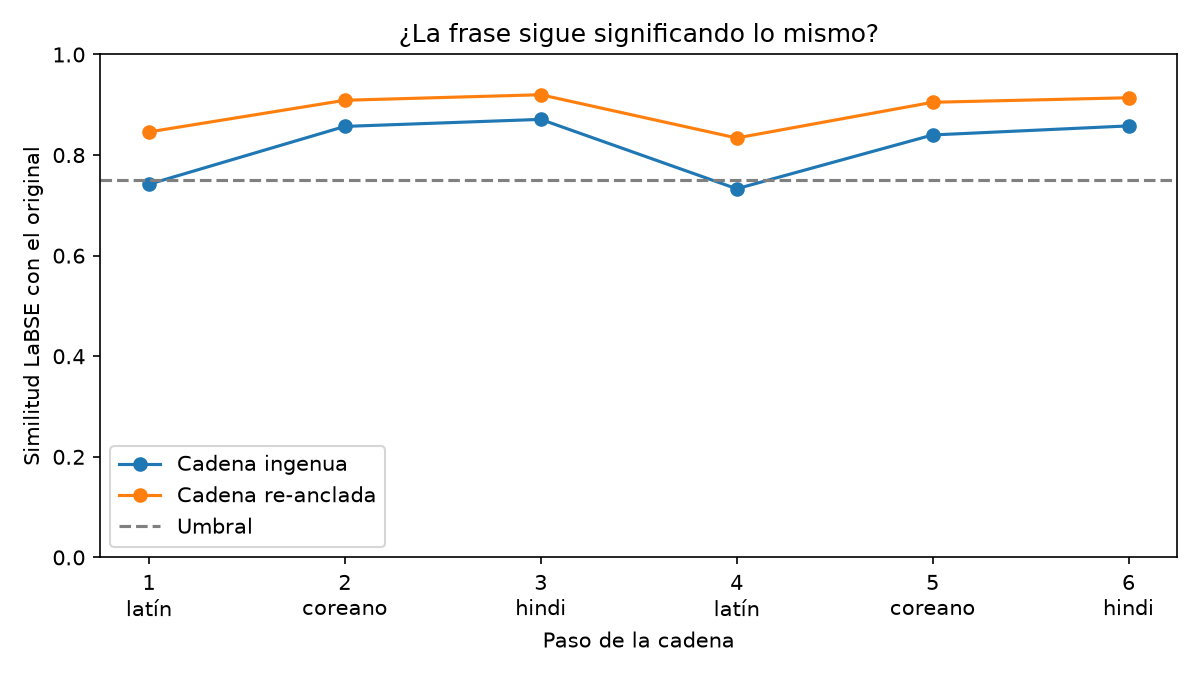 ¿La frase sigue significando lo mismo?
Similitud LaBSE con el original
1.0
0.8
0.6
0.4
0.2
0.0
Cadena ingenua
Cadena re-anclada
Umbral
1 2 3 4 5 6
latín coreano hindi latín coreano hindi
Paso de la cadena